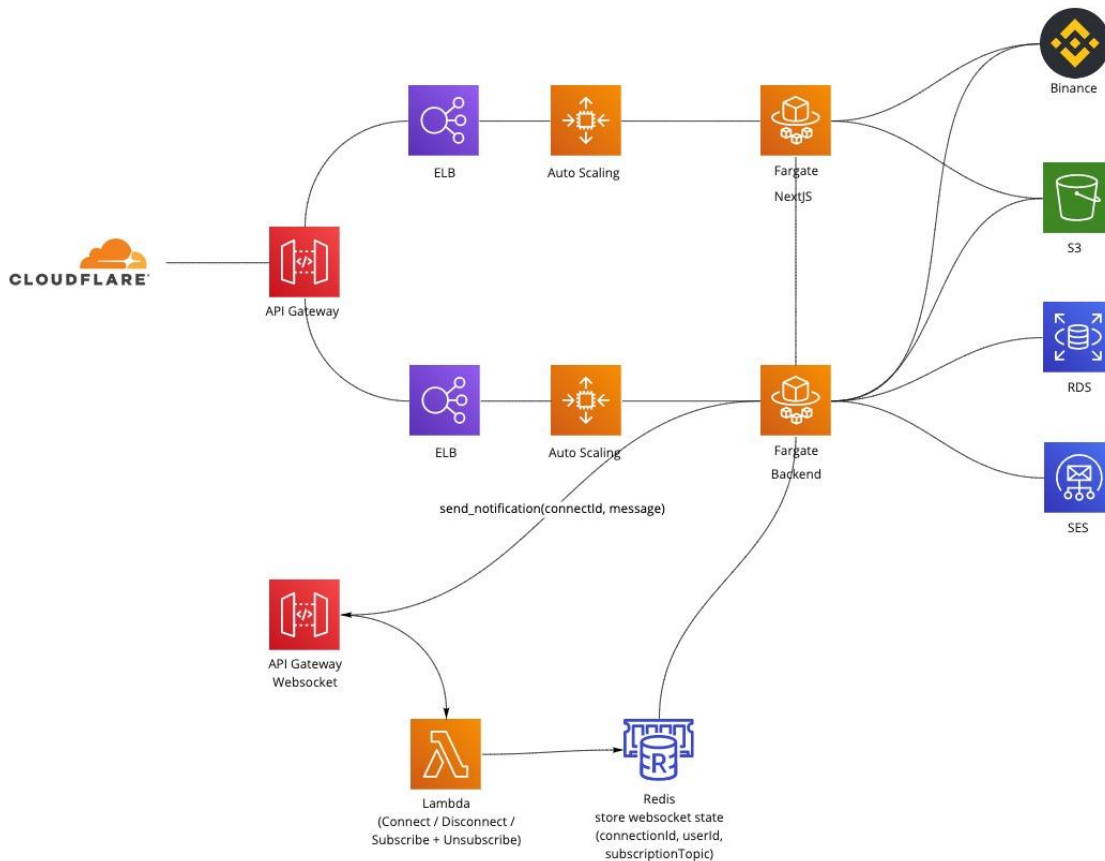 Binance
ELB
Auto Scaling
Fargate
NextJS
S3
CLOUDFLARE
API Gateway
RDS
ELB
Auto Scaling
Fargate
Backend
send_notification(connectId, message)
SES
API Gateway
Websocket
R
Lambda
(Connect / Disconnect /
Subscribe + Unsubscribe)
Redis
store websocket state
(connectionId, userId,
subscriptionTopic)